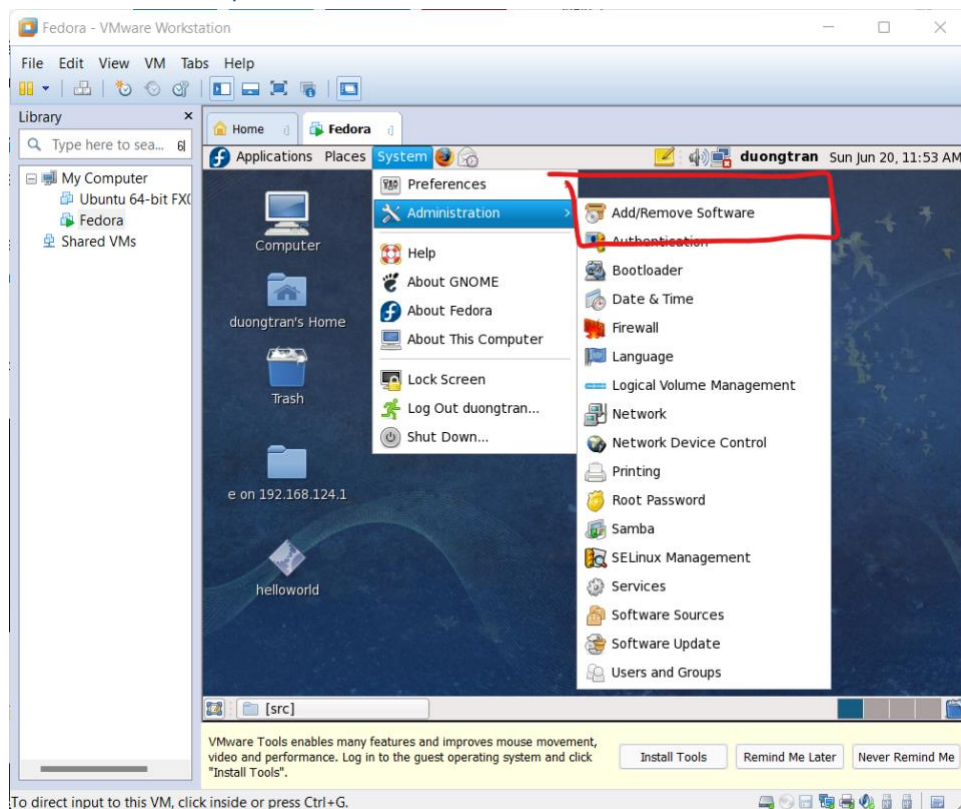 Fedora - VMware Workstation
File Edit View VM Tabs Help
Library
Type here to sea...
My Computer
Ubuntu 64-bit FX(
Fedora
Shared VMs
Home
Fedora
Applications Places System
duongtran Sun Jun 20, 11:53 AM
Computer
duongtran's Home
Trash
e on 192.168.124.1
helloworld
Preferences
Administration
Help
About GNOME
About Fedora
About This Computer
Lock Screen
Log Out duongtran...
Shut Down...
Add/Remove Software
Authentication
Bootloader
Date & Time
Firewall
Language
Logical Volume Management
Network
Network Device Control
Printing
Root Password
Samba
SELinux Management
Services
Software Sources
Software Update
Users and Groups
[src]
VMware Tools enables many features and improves mouse movement,
video and performance. Log in to the guest operating system and click
"Install Tools".
Install Tools
Remind Me Later
Never Remind Me
To direct input to this VM, click inside or press Ctrl+G.